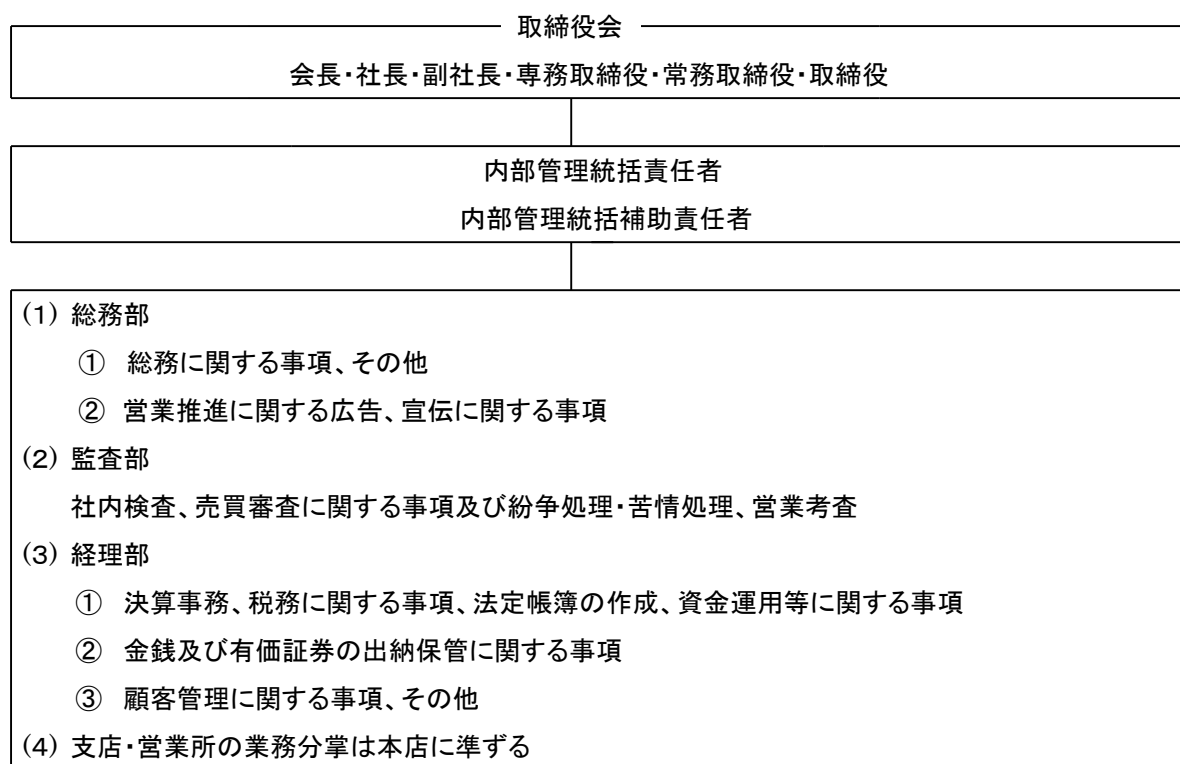 取締役会
会長・社長・副社長・専務取締役・常務取締役・取締役
内部管理統括責任者
内部管理統括補助責任者
(1) 総務部
① 総務に関する事項、その他
② 営業推進に関する広告、宣伝に関する事項
(2) 監査部
社内検査、売買審査に関する事項及び紛争処理・苦情処理、営業考査
(3) 経理部
① 決算事務、税務に関する事項、法定帳簿の作成、資金運用等に関する事項
② 金銭及び有価証券の出納保管に関する事項
③ 顧客管理に関する事項、その他
(4) 支店・営業所の業務分掌は本店に準ずる